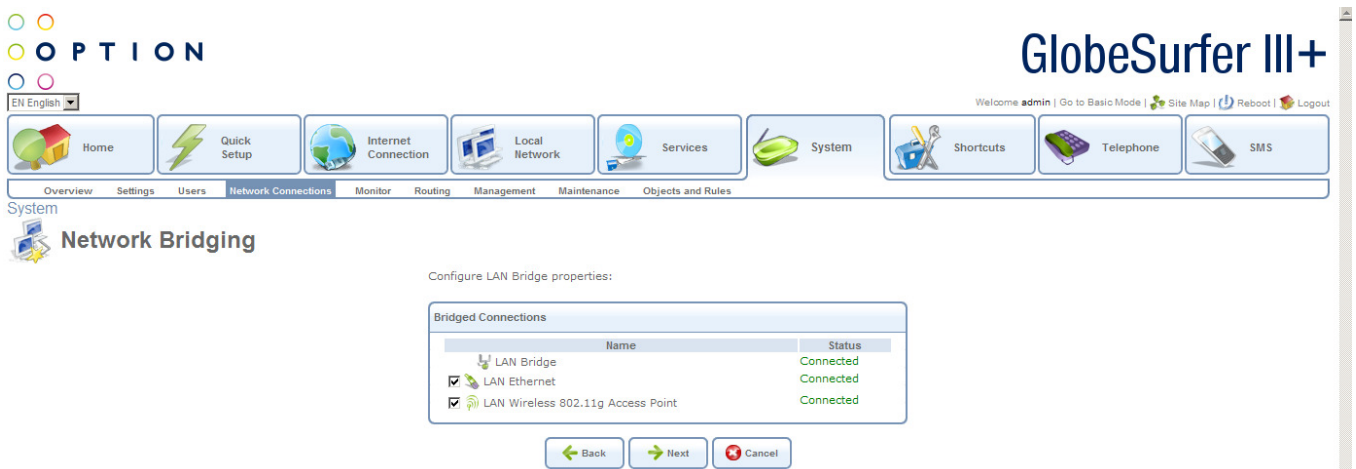 OPTION
GlobeSurfer III+
EN English
Welcome admin | Go to Basic Mode | Site Map | Reboot | Logout
Home
Quick Setup
Internet Connection
Local Network
Services
System
Shortcuts
Telephone
SMS
Overview Settings Users Network Connections Monitor Routing Management Maintenance Objects and Rules
System
Network Bridging
Configure LAN Bridge properties:
Bridged Connections
Name Status
LAN Bridge Connected
LAN Ethernet Connected
LAN Wireless 802.11g Access Point Connected
Back Next Cancel